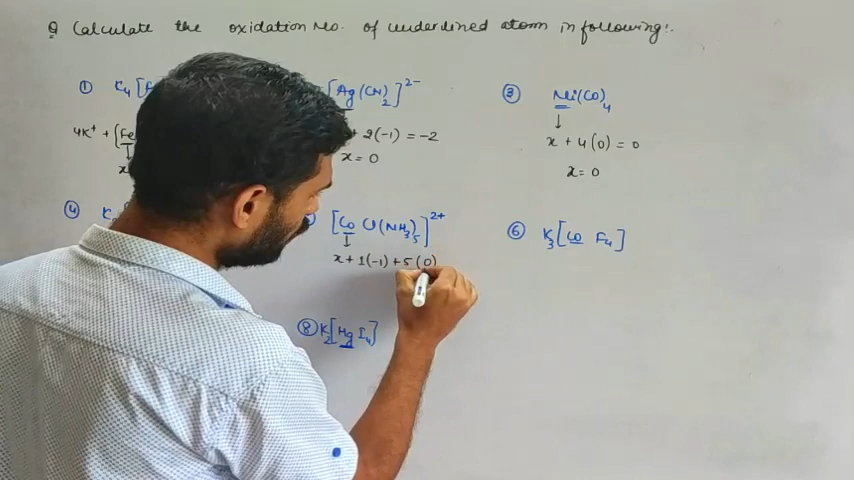 Q Calculate the oxidation No. of underlined atom in following:.
① K4[F
[Ag(CN)2]2-
③ Ni(CO)4
4K+ + [Fe
+ 2(-1) = -2
x + 4(0) = 0
x
x = 0
x = 0
④ K
[Co Cl(NH3)5]2+
⑥ K3[Co F4]
x + 1(-1) + 5(0)
⑧ K2[Hg I4]